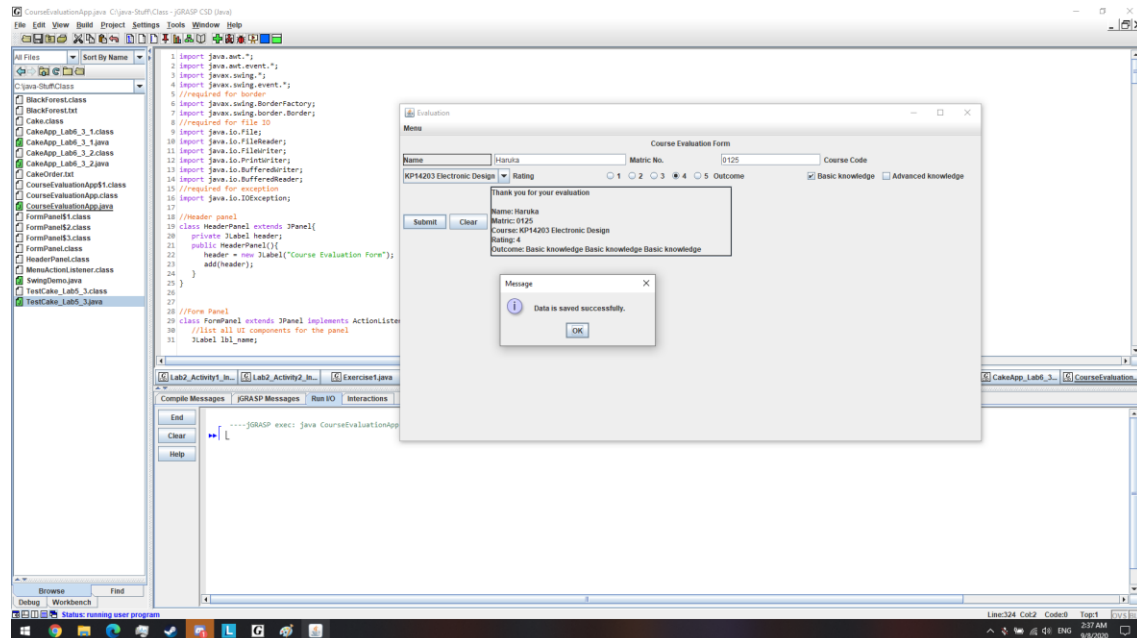 CourseEvaluationApp.java C:\java-Stuff\Class - jGRASP CSD (Java)
File Edit View Build Project Settings Tools Window Help
All Files Sort By Name
C:\java-Stuff\Class
BlackForest.class
BlackForest.txt
Cake.class
CakeApp_Lab6_3_1.class
CakeApp_Lab6_3_1.java
CakeApp_Lab6_3_2.class
CakeApp_Lab6_3_2.java
CakeOrder.txt
CourseEvaluationApp$1.class
CourseEvaluationApp.class
CourseEvaluationApp.java
FormPanel$1.class
FormPanel$2.class
FormPanel$3.class
FormPanel.class
HeaderPanel.class
MenuActionListener.class
SwingDemo.java
TestCake_Lab5_3.class
TestCake_Lab5_3.java
Browse Find
Debug Workbench
1 import java.awt.*;
2 import java.awt.event.*;
3 import javax.swing.*;
4 import javax.swing.event.*;
5 //required for border
6 import javax.swing.BorderFactory;
7 import javax.swing.border.Border;
8 //required for file IO
9 import java.io.File;
10 import java.io.FileReader;
11 import java.io.FileWriter;
12 import java.io.PrintWriter;
13 import java.io.BufferedWriter;
14 import java.io.BufferedReader;
15 //required for exception
16 import java.io.IOException;
17
18 //Header panel
19 class HeaderPanel extends JPanel{
20 private JLabel header;
21 public HeaderPanel(){
22 header = new JLabel("Course Evaluation Form");
23 add(header);
24 }
25 }
26
27
28 //Form Panel
29 class FormPanel extends JPanel implements ActionListe
30 //list all UI components for the panel
31 JLabel lbl_name;
Evaluation
Menu
Course Evaluation Form
Name Haruka Matric No. 0125 Course Code
KP14203 Electronic Design Rating 1 2 3 4 5 Outcome Basic knowledge Advanced knowledge
Submit Clear
Thank you for your evaluation
Name: Haruka
Matric: 0125
Course: KP14203 Electronic Design
Rating: 4
Outcome: Basic knowledge Basic knowledge Basic knowledge
Message
Data is saved successfully.
OK
Lab2_Activity1_In... Lab2_Activity2_In... Exercise1.java CakeApp_Lab6_3... CourseEvaluation...
Compile Messages jGRASP Messages Run I/O Interactions
End
Clear
Help
----jGRASP exec: java CourseEvaluationApp
Status: running user program
Line:324 Col:2 Code:0 Top:1 OVS
ENG 2:37 AM
9/8/2020